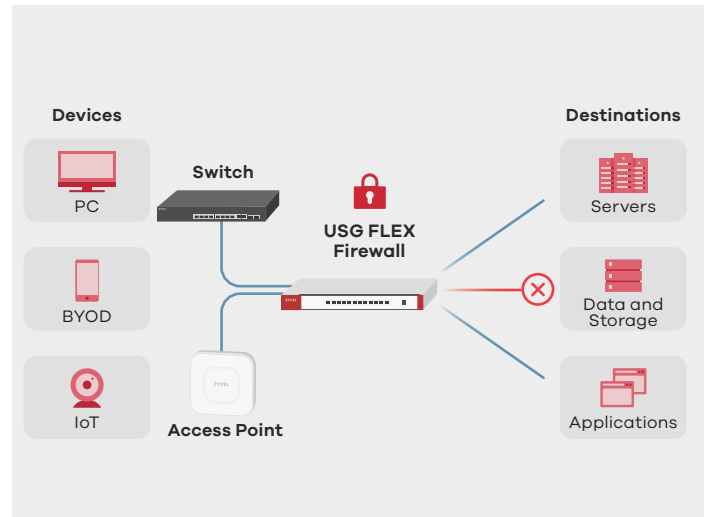 Devices
Destinations
PC
Switch
USG FLEX
Firewall
Servers
BYOD
ZYXEL
Data and
Storage
IoT
ZYXEL
Access Point
Applications